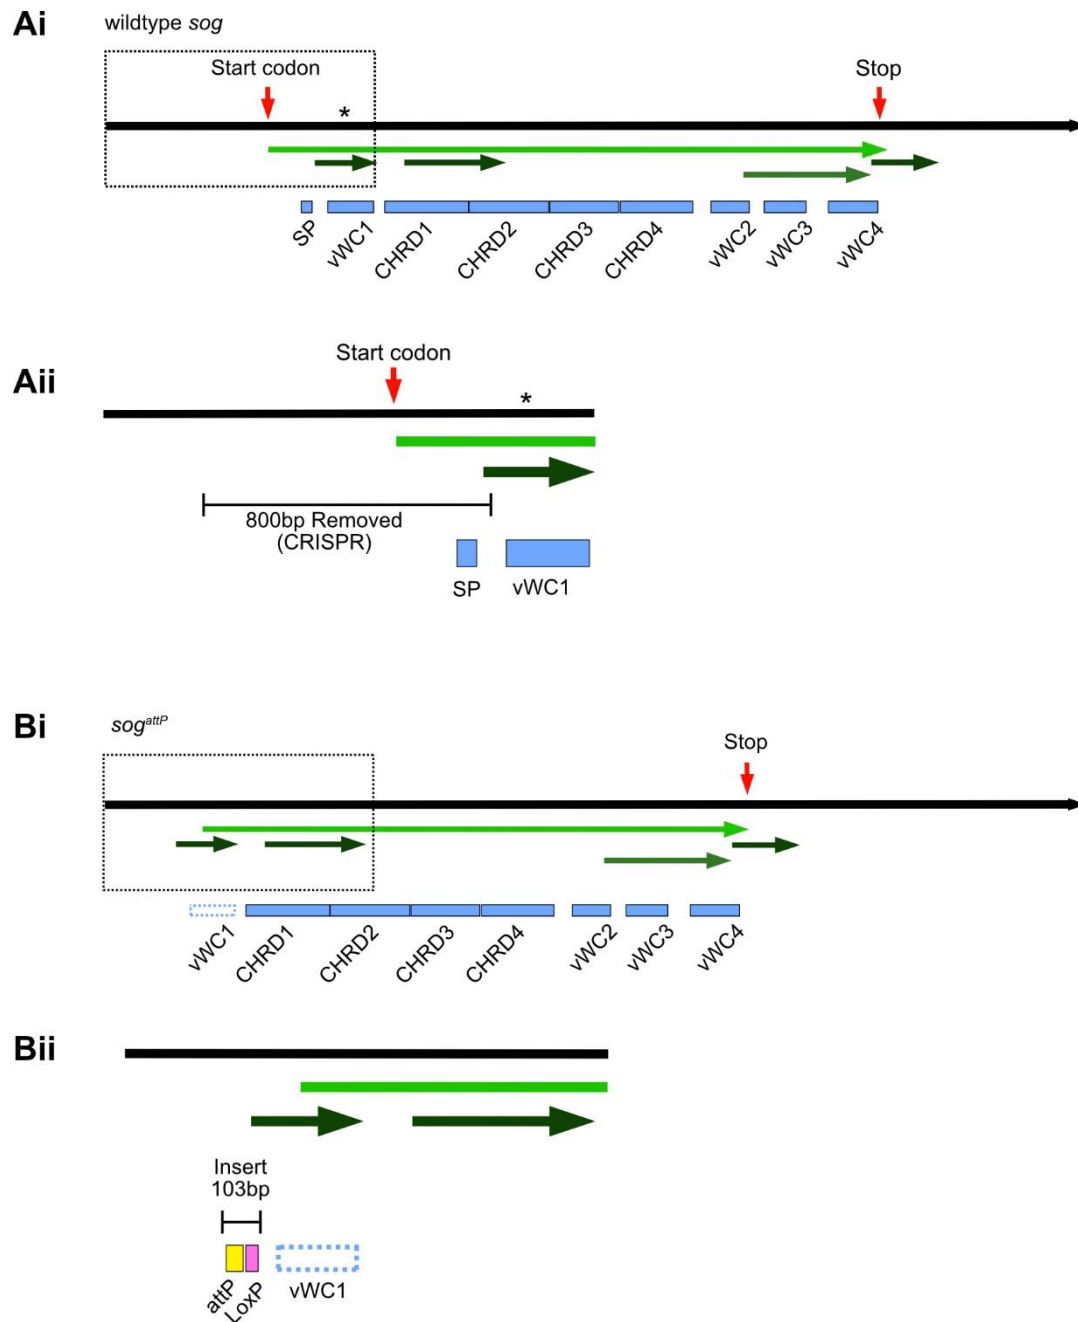 Ai
wildtype sog
Start codon
Stop
*
SP
vWC1
CHRD1
CHRD2
CHRD3
CHRD4
vWC2
vWC3
vWC4
Aii
Start codon
*
800bp Removed
(CRISPR)
SP
vWC1
Bi
sog^attP
Stop
vWC1
CHRD1
CHRD2
CHRD3
CHRD4
vWC2
vWC3
vWC4
Bii
Insert
103bp
attP
LoxP
vWC1